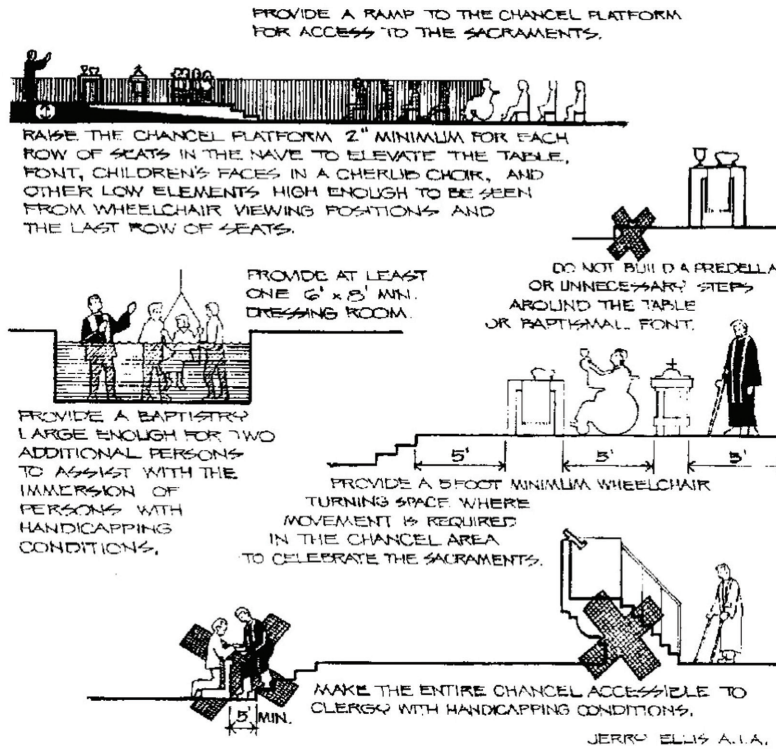 PROVIDE A RAMP TO THE CHANCEL PLATFORM
FOR ACCESS TO THE SACRAMENTS.
RAISE THE CHANCEL PLATFORM 2" MINIMUM FOR EACH
ROW OF SEATS IN THE NAVE TO ELEVATE THE TABLE,
FONT, CHILDREN'S FACES IN A CHERUB CHOIR, AND
OTHER LOW ELEMENTS HIGH ENOUGH TO BE SEEN
FROM WHEELCHAIR VIEWING POSITIONS AND
THE LAST ROW OF SEATS.
DO NOT BUILD A PREDELLA
OR UNNECESSARY STEPS
AROUND THE TABLE
OR BAPTISMAL FONT.
PROVIDE AT LEAST
ONE 6' x 8' MIN.
DRESSING ROOM.
PROVIDE A BAPTISTRY
LARGE ENOUGH FOR TWO
ADDITIONAL PERSONS
TO ASSIST WITH THE
IMMERSION OF
PERSONS WITH
HANDICAPPING
CONDITIONS.
5' 5' 5'
PROVIDE A 5 FOOT MINIMUM WHEELCHAIR
TURNING SPACE WHERE
MOVEMENT IS REQUIRED
IN THE CHANCEL AREA
TO CELEBRATE THE SACRAMENTS.
5' MIN.
MAKE THE ENTIRE CHANCEL ACCESSIBLE TO
CLERGY WITH HANDICAPPING CONDITIONS.
JERRY ELLIS A.I.A.